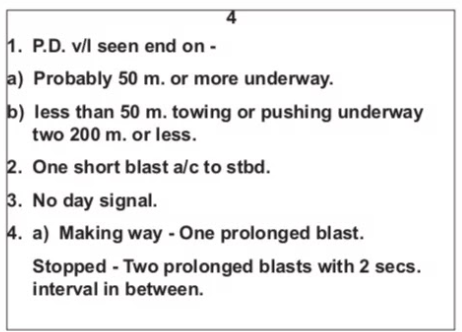 4
1. P.D. v/l seen end on -
a) Probably 50 m. or more underway.
b) less than 50 m. towing or pushing underway
two 200 m. or less.
2. One short blast a/c to stbd.
3. No day signal.
4. a) Making way - One prolonged blast.
Stopped - Two prolonged blasts with 2 secs.
interval in between.